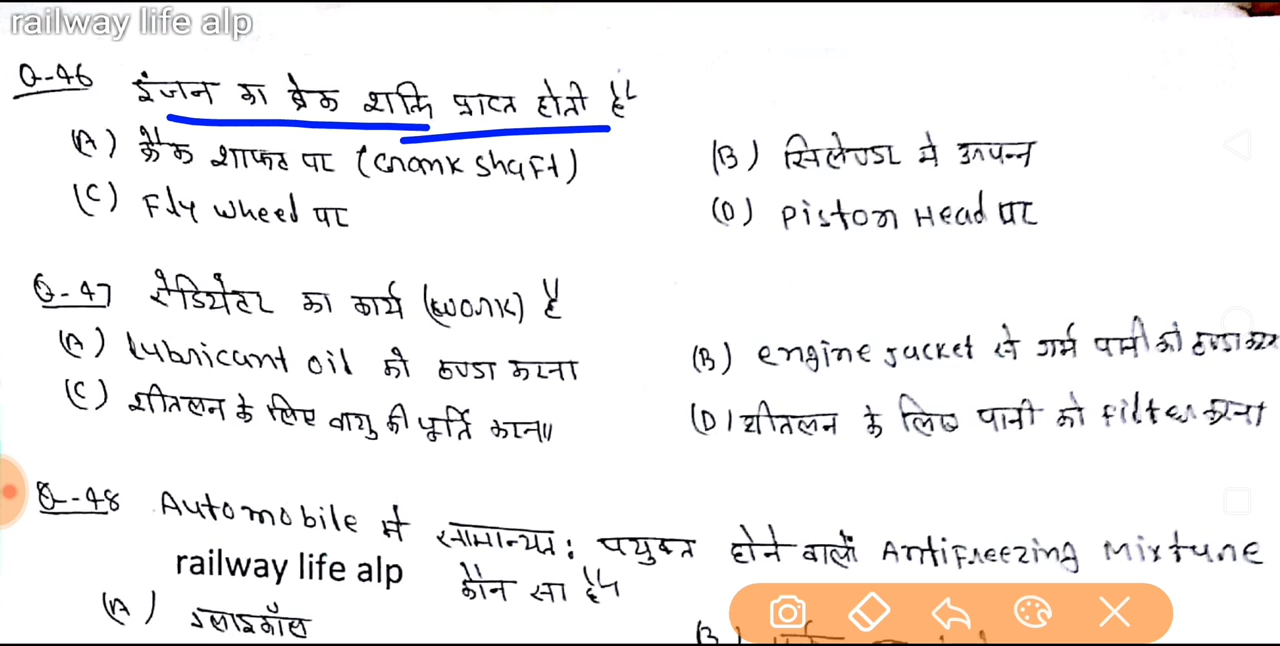 railway life alp
Q-46 इंजन का ब्रेक शक्ति प्राप्त होती है
(A) क्रैंक शाफ्ट पर (Crank shaft)
(B) सिलेण्डर में उत्पन्न
(C) Fly wheel पर
(D) Piston Head पर
Q-47 रेडियेटर का कार्य (work) है
(A) Lubricant oil को ठण्डा करना
(B) engine jacket से गर्म पानी को ठण्डा करना
(C) शीतलन के लिए वायु की पूर्ति करना॥
(D) शीतलन के लिए पानी को filter करना
Q-48 Automobile में सामान्यतः प्रयुक्त होने वाला Antifreezing Mixture
railway life alp कौन सा है
(A) ग्लाइकॉल
(B)